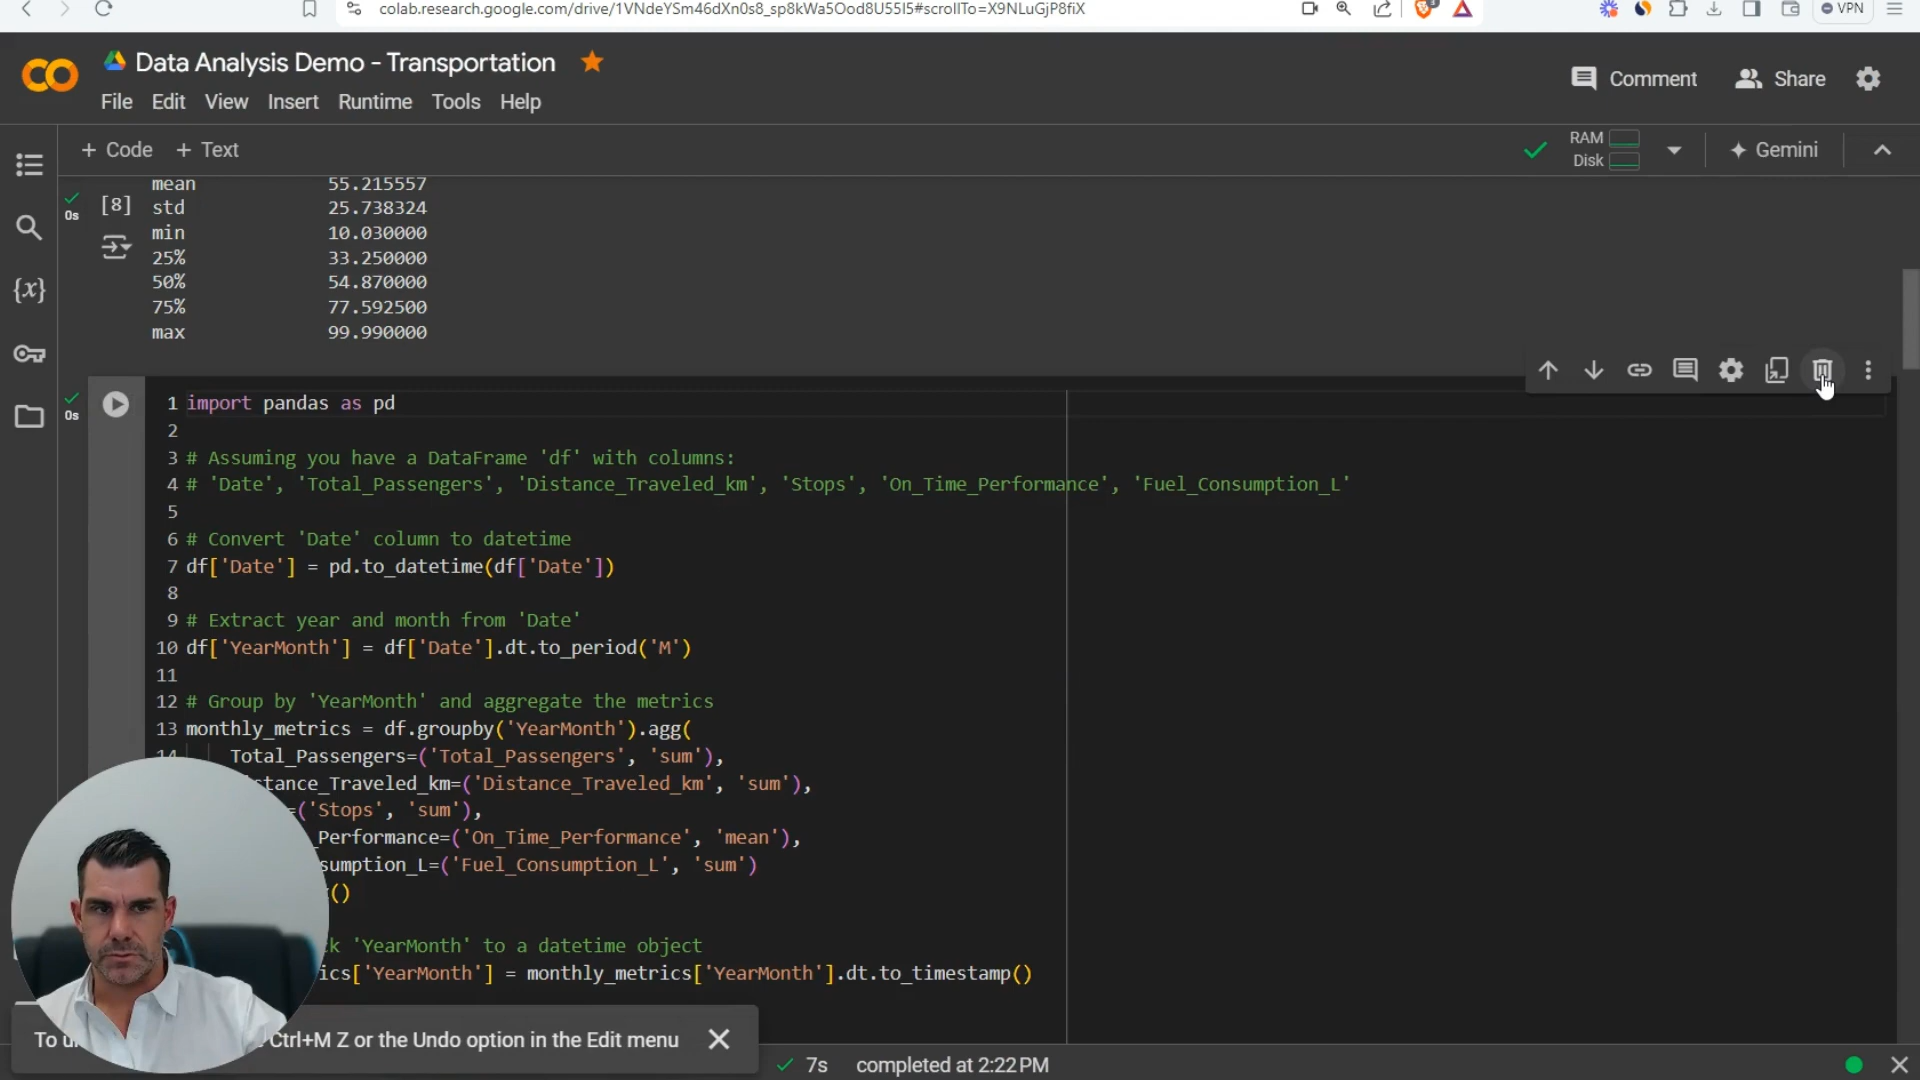 colab.research.google.com/drive/1VNdeYSm46dXn0s8_sp8kWa5Ood8U55I5#scrollTo=X9NLuGjP8fiX
VPN
Data Analysis Demo - Transportation
Comment
Share
File Edit View Insert Runtime Tools Help
+ Code + Text
RAM
Disk
Gemini
mean 55.215557
0s
[8]
std 25.738324
min 10.030000
25% 33.250000
50% 54.870000
75% 77.592500
max 99.990000
0s
1 import pandas as pd
2
3 # Assuming you have a DataFrame 'df' with columns:
4 # 'Date', 'Total_Passengers', 'Distance_Traveled_km', 'Stops', 'On_Time_Performance', 'Fuel_Consumption_L'
5
6 # Convert 'Date' column to datetime
7 df['Date'] = pd.to_datetime(df['Date'])
8
9 # Extract year and month from 'Date'
10 df['YearMonth'] = df['Date'].dt.to_period('M')
11
12 # Group by 'YearMonth' and aggregate the metrics
13 monthly_metrics = df.groupby('YearMonth').agg(
14 Total_Passengers=('Total_Passengers', 'sum'),
stance_Traveled_km=('Distance_Traveled_km', 'sum'),
=('Stops', 'sum'),
_Performance=('On_Time_Performance', 'mean'),
sumption_L=('Fuel_Consumption_L', 'sum')
()
k 'YearMonth' to a datetime object
ics['YearMonth'] = monthly_metrics['YearMonth'].dt.to_timestamp()
To Ctrl+M Z or the Undo option in the Edit menu
7s completed at 2:22 PM